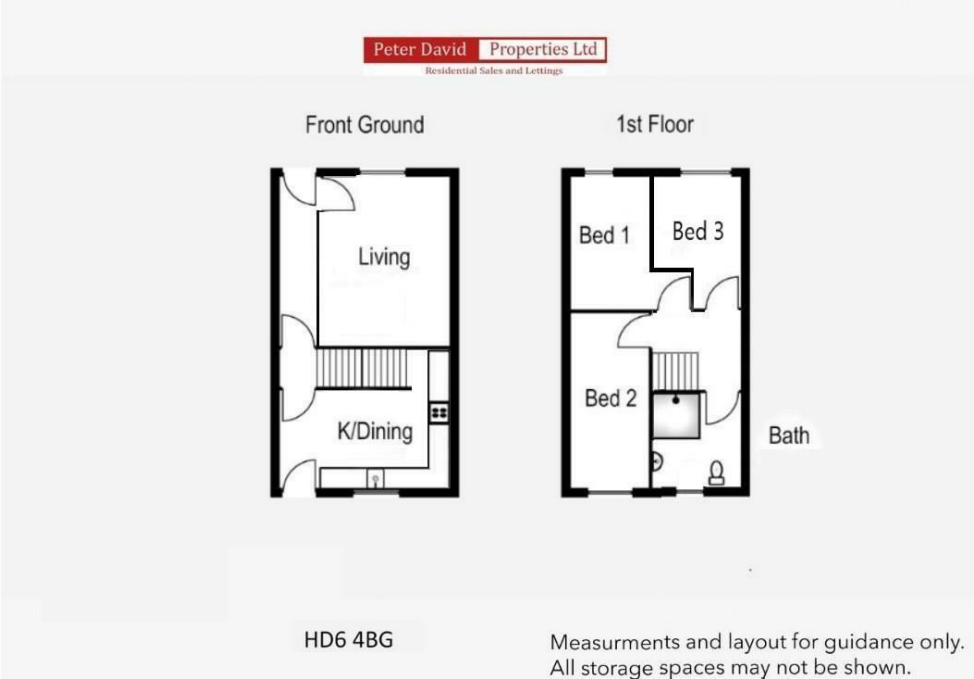 Peter David Properties Ltd
Residential Sales and Lettings
Front Ground
1st Floor
Living
K/Dining
Bed 1
Bed 3
Bed 2
Bath
HD6 4BG
Measurments and layout for guidance only.
All storage spaces may not be shown.